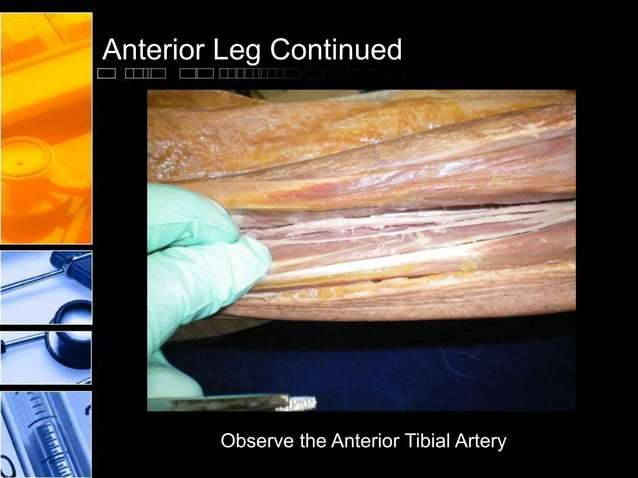 Anterior Leg Continued
Observe the Anterior Tibial Artery